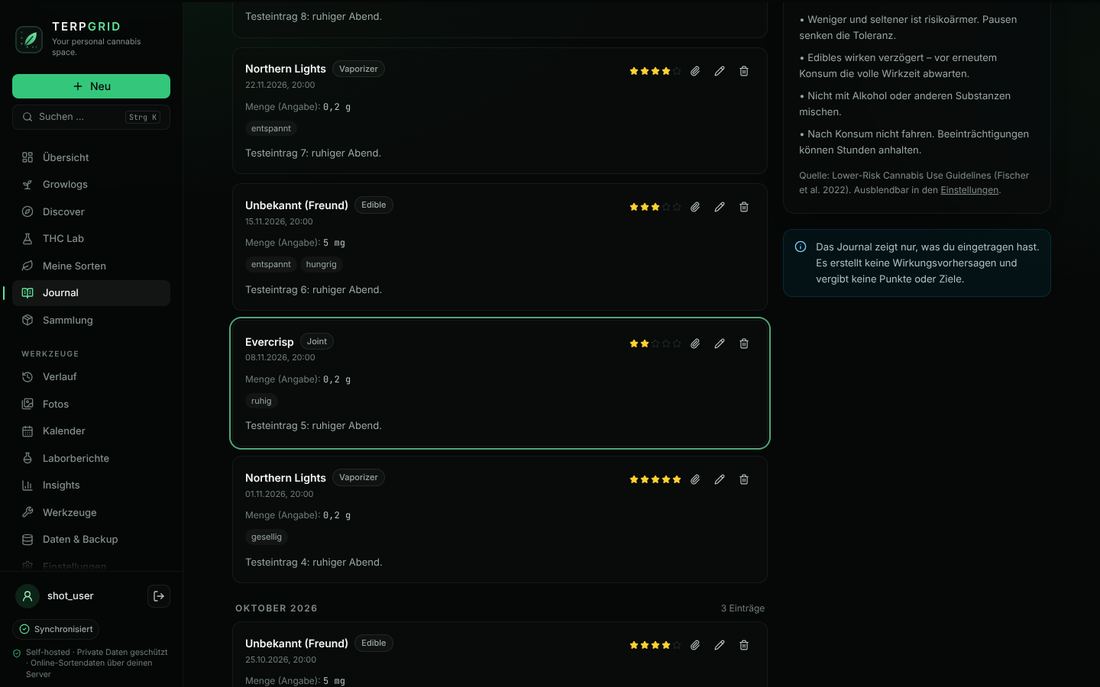 TERPGRID
Your personal cannabis
space.
+ Neu
Suchen ... Strg K
Übersicht
Growlogs
Discover
THC Lab
Meine Sorten
Journal
Sammlung
WERKZEUGE
Verlauf
Fotos
Kalender
Laborberichte
Insights
Werkzeuge
Daten & Backup
Einstellungen
shot_user
Synchronisiert
Self-hosted · Private Daten geschützt
· Online-Sortendaten über deinen
Server
Testeintrag 8: ruhiger Abend.
Northern Lights Vaporizer
22.11.2026, 20:00
Menge (Angabe): 0,2 g
entspannt
Testeintrag 7: ruhiger Abend.
Unbekannt (Freund) Edible
15.11.2026, 20:00
Menge (Angabe): 5 mg
entspannt hungrig
Testeintrag 6: ruhiger Abend.
Evercrisp Joint
08.11.2026, 20:00
Menge (Angabe): 0,2 g
ruhig
Testeintrag 5: ruhiger Abend.
Northern Lights Vaporizer
01.11.2026, 20:00
Menge (Angabe): 0,2 g
gesellig
Testeintrag 4: ruhiger Abend.
OKTOBER 2026 3 Einträge
Unbekannt (Freund) Edible
25.10.2026, 20:00
Menge (Angabe): 5 mg
• Weniger und seltener ist risikoärmer. Pausen
senken die Toleranz.
• Edibles wirken verzögert – vor erneutem
Konsum die volle Wirkzeit abwarten.
• Nicht mit Alkohol oder anderen Substanzen
mischen.
• Nach Konsum nicht fahren. Beeinträchtigungen
können Stunden anhalten.
Quelle: Lower-Risk Cannabis Use Guidelines (Fischer
et al. 2022). Ausblendbar in den Einstellungen.
Das Journal zeigt nur, was du eingetragen hast.
Es erstellt keine Wirkungsvorhersagen und
vergibt keine Punkte oder Ziele.